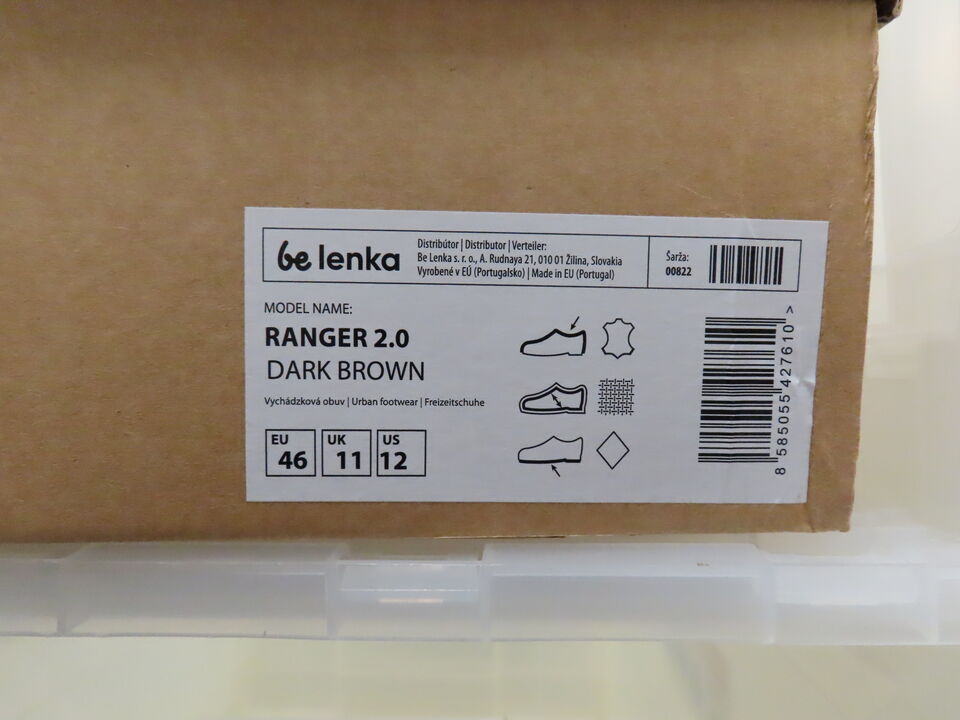 be lenka
Distribútor | Distributor | Verteiler:
Be Lenka s. r. o., A. Rudnaya 21, 010 01 Žilina, Slovakia
Vyrobené v EÚ (Portugalsko) | Made in EU (Portugal)
Šarža:
00822
MODEL NAME:
RANGER 2.0
DARK BROWN
Vychádzková obuv | Urban footwear | Freizeitschuhe
EU 46
UK 11
US 12
8 585055 427610 >